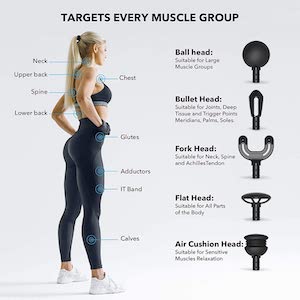 TARGETS EVERY MUSCLE GROUP
Neck
Upper back
Spine
Lower back
Chest
Glutes
Adductors
IT Band
Calves
Ball head:
Suitable for Large
Muscle Groups
Bullet Head:
Suitable for Joints, Deep
Tissue and Trigger Points
Meridians, Palms, Soles
Fork Head:
Suitable for Neck, Spine
and AchillesTendon
Flat Head:
Suitable for All Parts
of the Body
Air Cushion Head:
Suitable for Sensitive
Muscles Relaxation